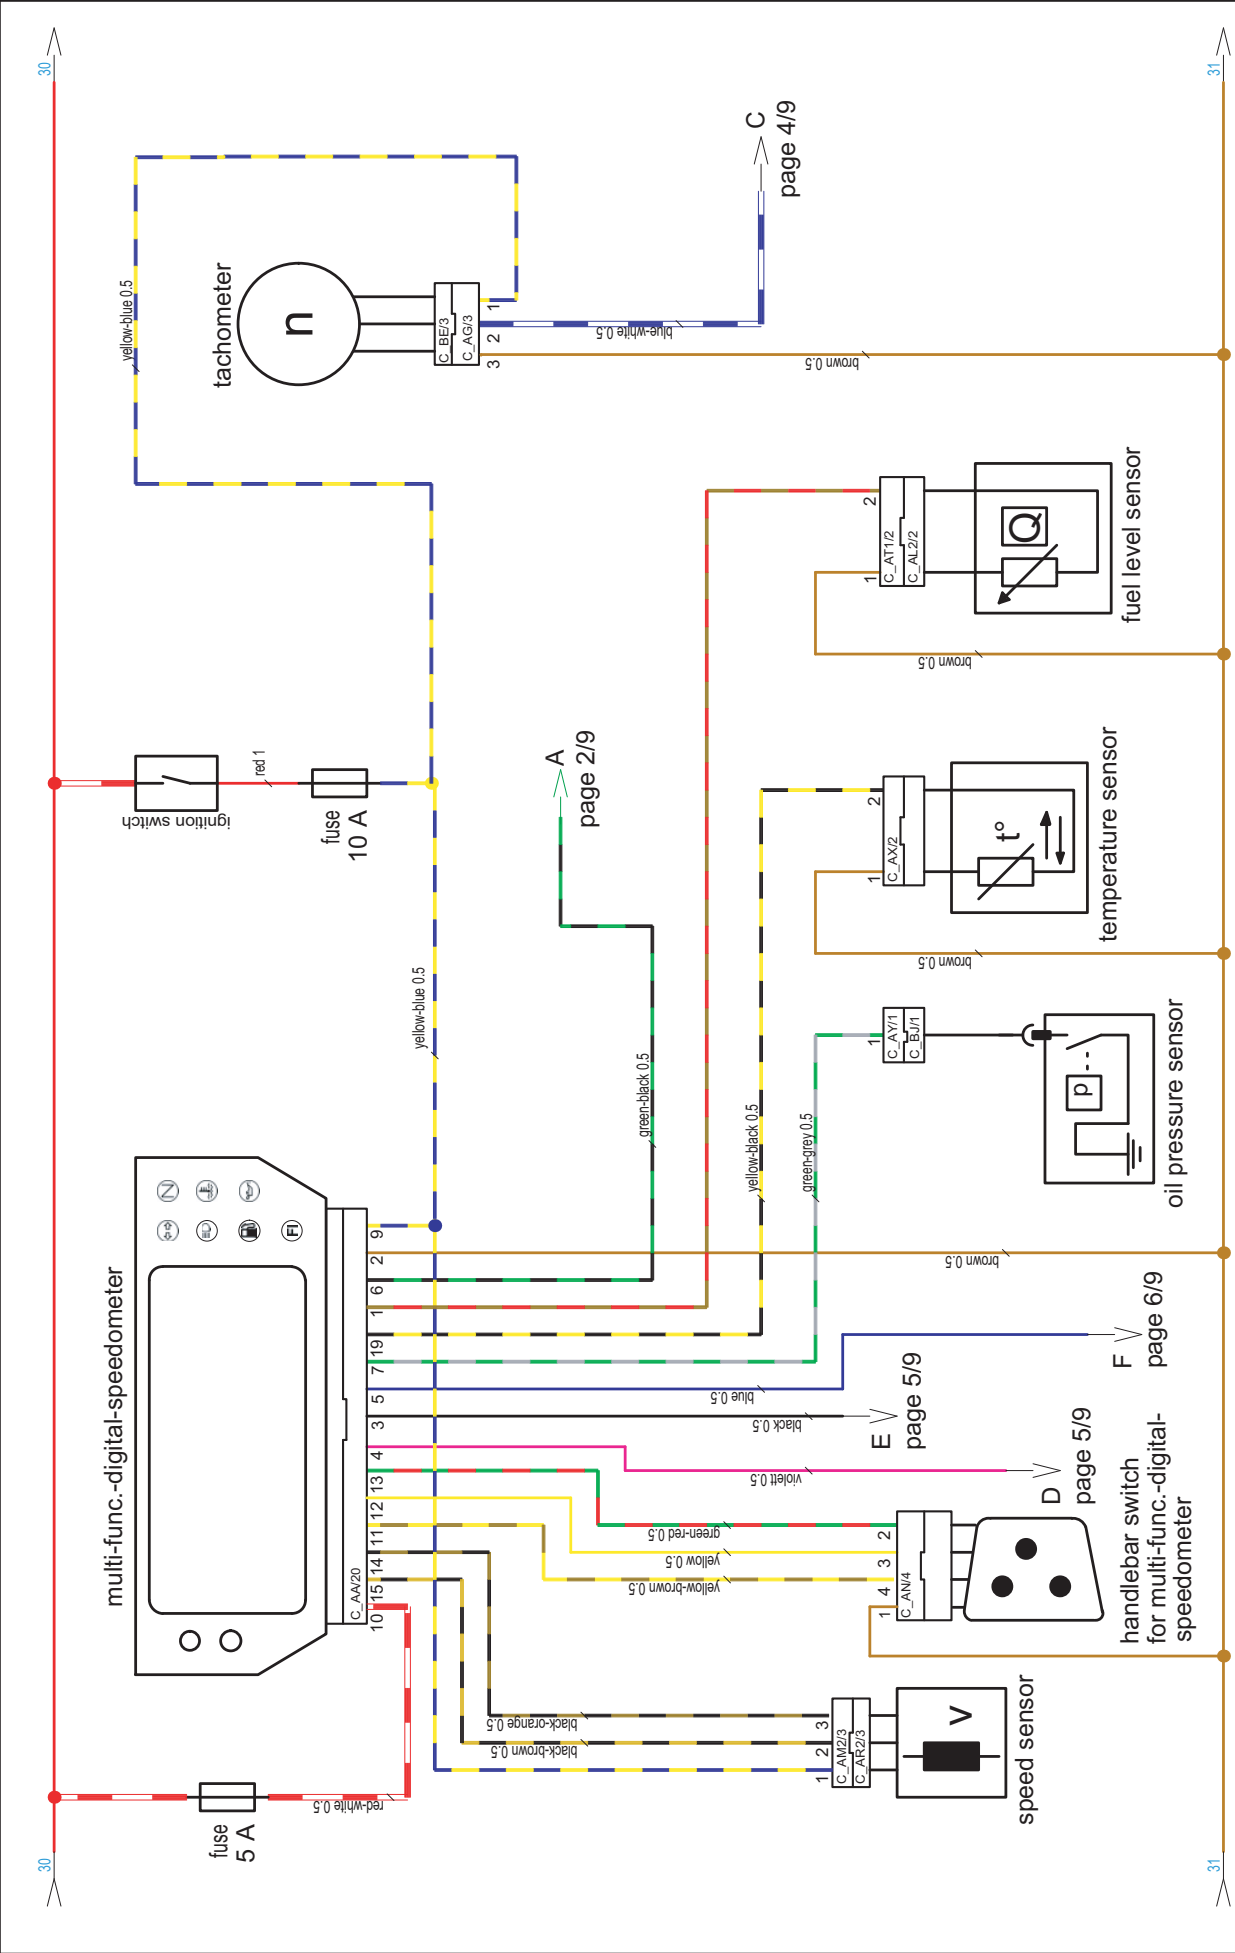 30
30
fuse
5 A
red-white 0.5
multi-func.-digital-speedometer
N
FI
C_AA/20
10
15
14
11
12
13
4
3
5
7
19
1
6
2
9
yellow-blue 0.5
ignition switch
red 1
fuse
10 A
yellow-blue 0.5
tachometer
n
C_BE/3
C_AG/3
3
2
1
blue-white 0.5
C
page 4/9
brown 0.5
A
page 2/9
green-black 0.5
yellow-black 0.5
green-grey 0.5
brown 0.5
blue 0.5
F
page 6/9
black 0.5
E
page 5/9
violett 0.5
D
page 5/9
green-red 0.5
yellow 0.5
yellow-brown 0.5
black-orange 0.5
black-brown 0.5
1
2
3
C_AM2/3
C_AR2/3
v
speed sensor
1
4
3
2
C_AN/4
handlebar switch
for multi-func.-digital-
speedometer
1
C_AY/1
C_BJ/1
p
oil pressure sensor
brown 0.5
1
2
C_AX/2
t°
temperature sensor
brown 0.5
1
2
C_AT1/2
C_AL2/2
Q
fuel level sensor
31
31